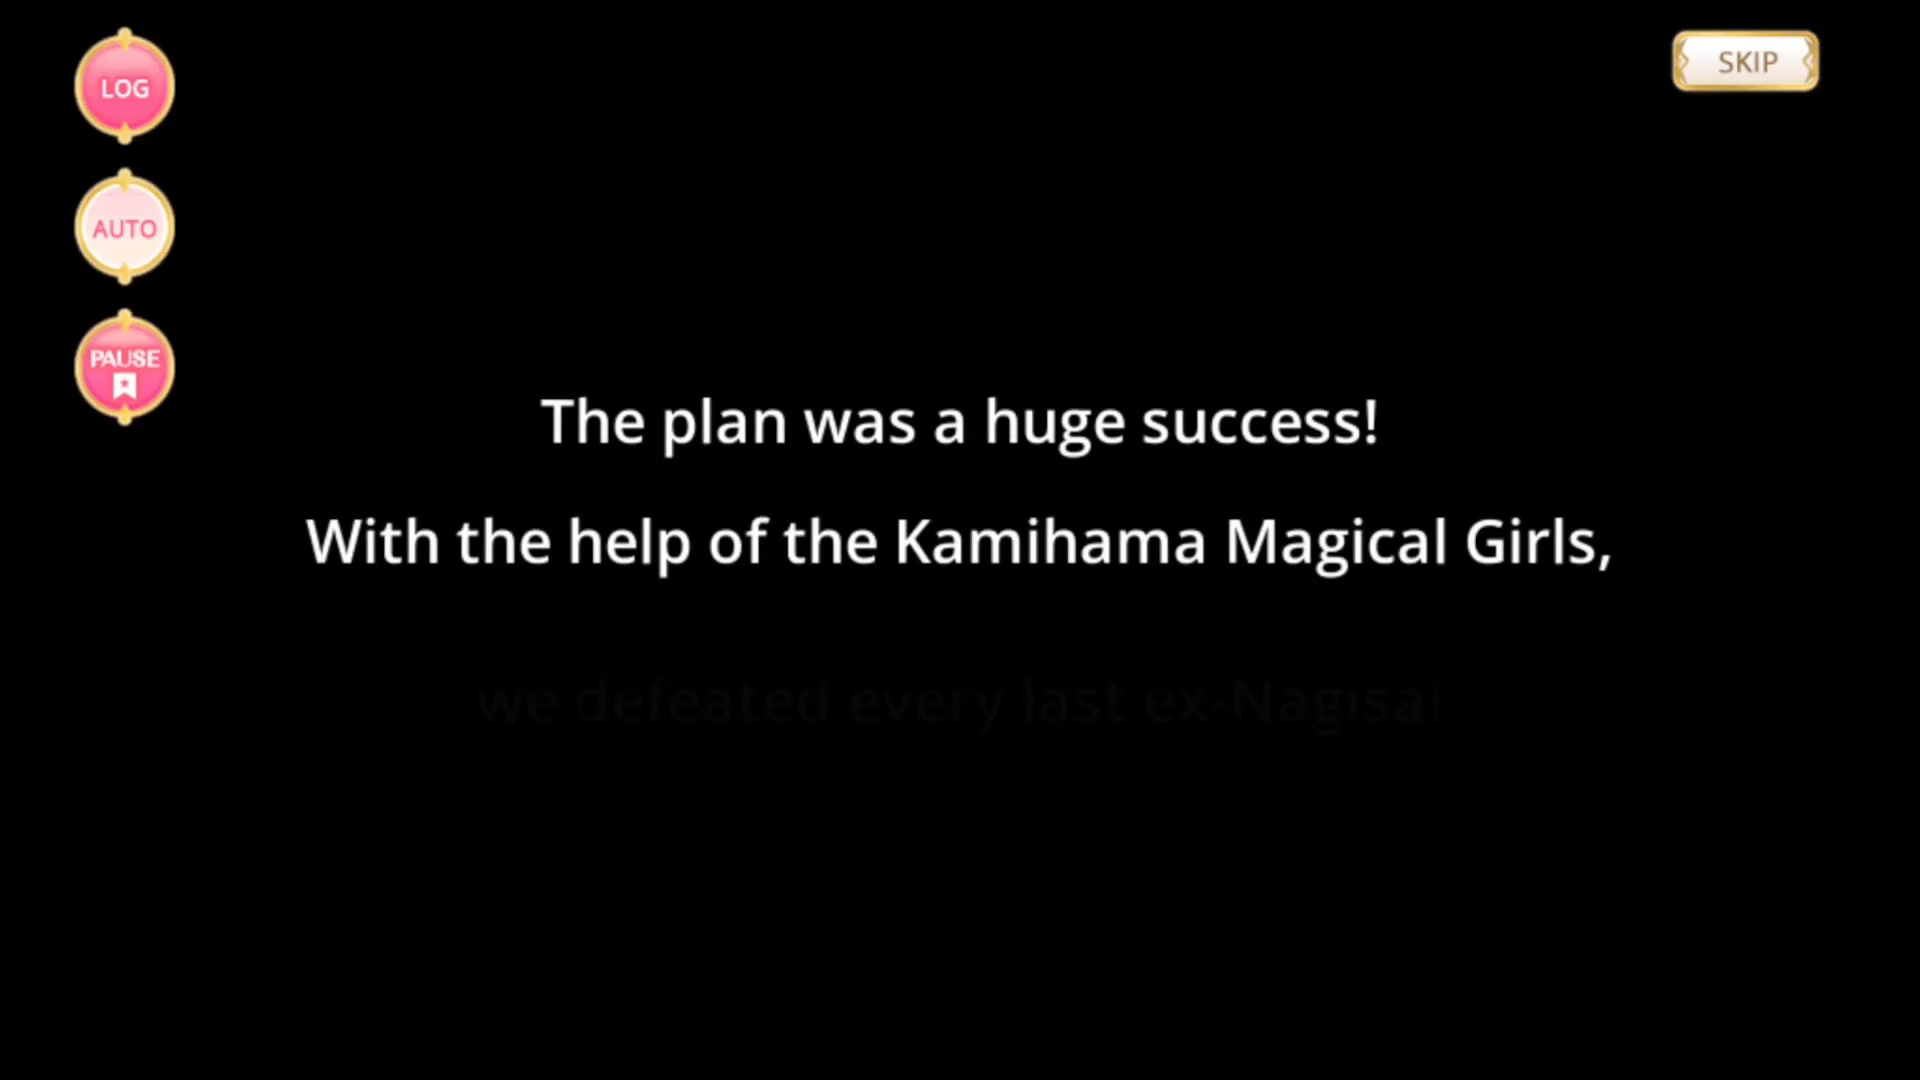 LOG
SKIP
AUTO
PAUSE
The plan was a huge success!
With the help of the Kamihama Magical Girls,
we defeated every last ex-Nagisa!